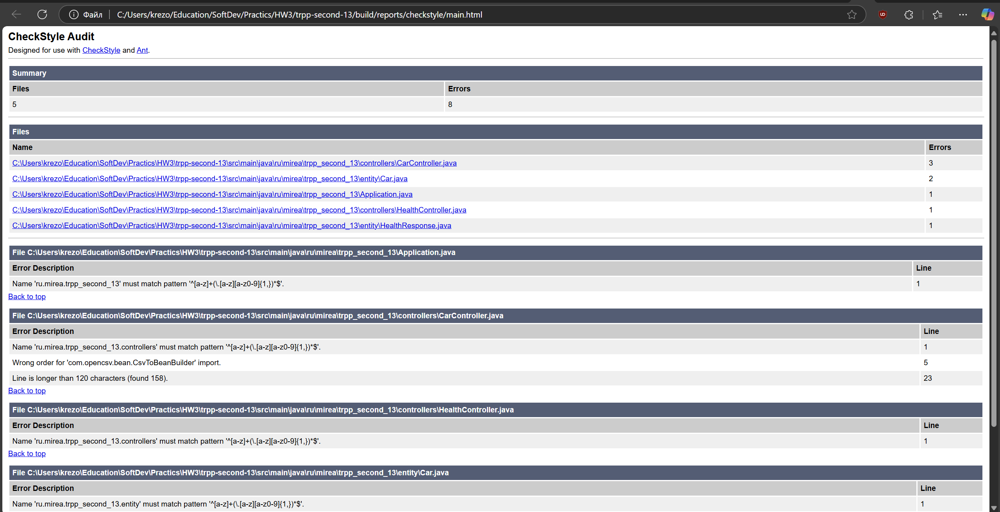 Файл C:/Users/krezo/Education/SoftDev/Practics/HW3/trpp-second-13/build/reports/checkstyle/main.html
CheckStyle Audit
Designed for use with CheckStyle and Ant.
Summary
Files Errors
5 8
Files
Name Errors
C:\Users\krezo\Education\SoftDev\Practics\HW3\trpp-second-13\src\main\java\ru\mirea\trpp_second_13\controllers\CarController.java 3
C:\Users\krezo\Education\SoftDev\Practics\HW3\trpp-second-13\src\main\java\ru\mirea\trpp_second_13\entity\Car.java 2
C:\Users\krezo\Education\SoftDev\Practics\HW3\trpp-second-13\src\main\java\ru\mirea\trpp_second_13\Application.java 1
C:\Users\krezo\Education\SoftDev\Practics\HW3\trpp-second-13\src\main\java\ru\mirea\trpp_second_13\controllers\HealthController.java 1
C:\Users\krezo\Education\SoftDev\Practics\HW3\trpp-second-13\src\main\java\ru\mirea\trpp_second_13\entity\HealthResponse.java 1
File C:\Users\krezo\Education\SoftDev\Practics\HW3\trpp-second-13\src\main\java\ru\mirea\trpp_second_13\Application.java
Error Description Line
Name 'ru.mirea.trpp_second_13' must match pattern '^[a-z]+(\.[a-z][a-z0-9]{1,})*$'. 1
Back to top
File C:\Users\krezo\Education\SoftDev\Practics\HW3\trpp-second-13\src\main\java\ru\mirea\trpp_second_13\controllers\CarController.java
Error Description Line
Name 'ru.mirea.trpp_second_13.controllers' must match pattern '^[a-z]+(\.[a-z][a-z0-9]{1,})*$'. 1
Wrong order for 'com.opencsv.bean.CsvToBeanBuilder' import. 5
Line is longer than 120 characters (found 158). 23
Back to top
File C:\Users\krezo\Education\SoftDev\Practics\HW3\trpp-second-13\src\main\java\ru\mirea\trpp_second_13\controllers\HealthController.java
Error Description Line
Name 'ru.mirea.trpp_second_13.controllers' must match pattern '^[a-z]+(\.[a-z][a-z0-9]{1,})*$'. 1
Back to top
File C:\Users\krezo\Education\SoftDev\Practics\HW3\trpp-second-13\src\main\java\ru\mirea\trpp_second_13\entity\Car.java
Error Description Line
Name 'ru.mirea.trpp_second_13.entity' must match pattern '^[a-z]+(\.[a-z][a-z0-9]{1,})*$'. 1